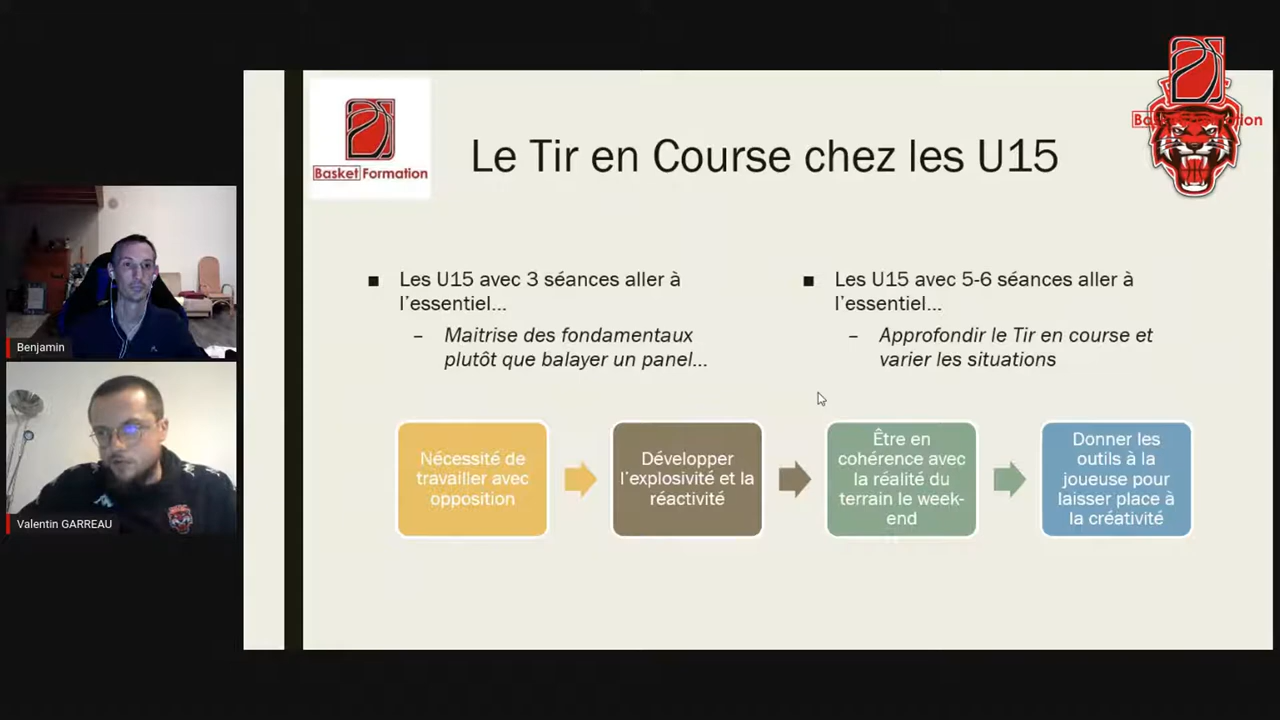 Basket Formation
Le Tir en Course chez les U15
Les U15 avec 3 séances aller à
l'essentiel...
– Maitrise des fondamentaux
plutôt que balayer un panel...
Les U15 avec 5-6 séances aller à
l'essentiel...
– Approfondir le Tir en course et
varier les situations
Nécessité de
travailler avec
opposition
Développer
l'explosivité et la
réactivité
Être en
cohérence avec
la réalité du
terrain le week-
end
Donner les
outils à la
joueuse pour
laisser place à
la créativité
Benjamin
Valentin GARREAU